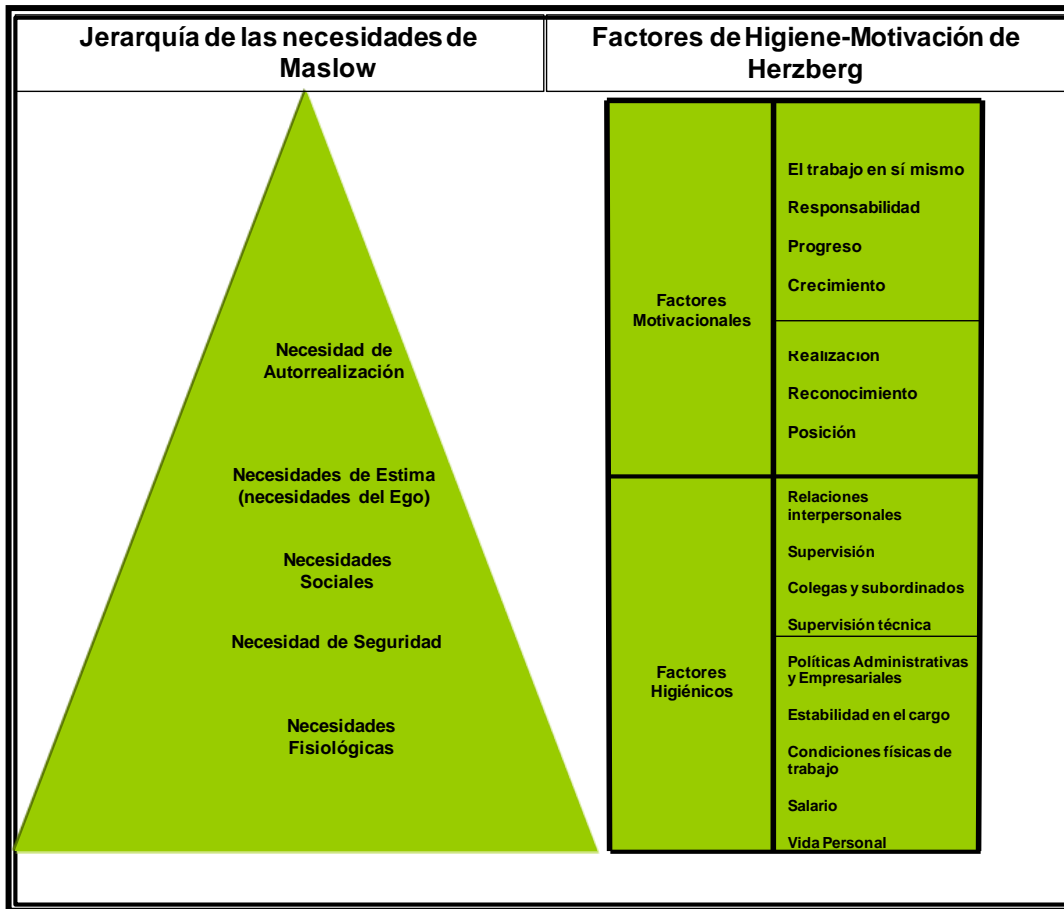 Jerarquía de las necesidades de
Maslow
Factores de Higiene-Motivación de
Herzberg
Necesidad de
Autorrealización
Necesidades de Estima
(necesidades del Ego)
Necesidades
Sociales
Necesidad de Seguridad
Necesidades
Fisiológicas
Factores
Motivacionales
El trabajo en sí mismo
Responsabilidad
Progreso
Crecimiento
Realización
Reconocimiento
Posición
Factores
Higiénicos
Relaciones
interpersonales
Supervisión
Colegas y subordinados
Supervisión técnica
Políticas Administrativas
y Empresariales
Estabilidad en el cargo
Condiciones físicas de
trabajo
Salario
Vida Personal